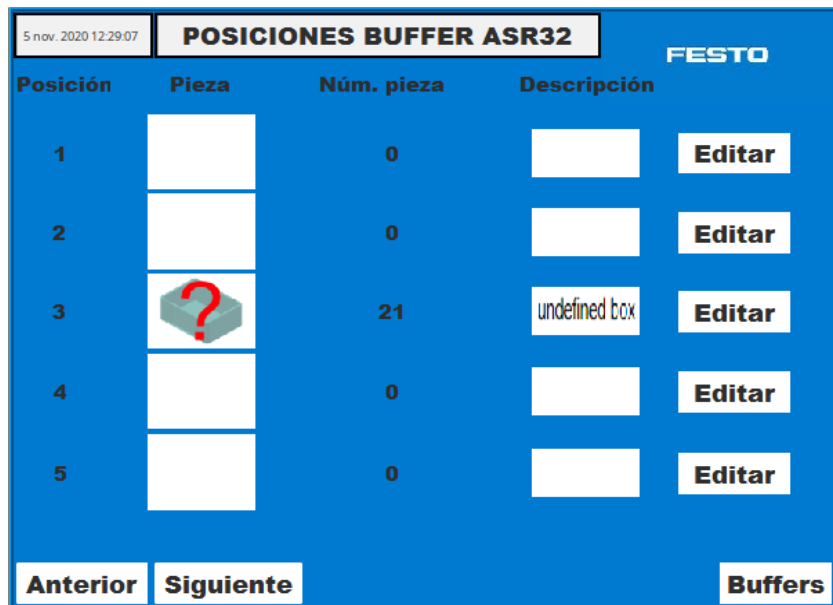 5 nov. 2020 12:29:07 POSICIONES BUFFER ASR32
FESTO
Posición Pieza Núm. pieza Descripción
1 0 Editar
2 0 Editar
3 ? 21 undefined box Editar
4 0 Editar
5 0 Editar
Anterior Siguiente Buffers